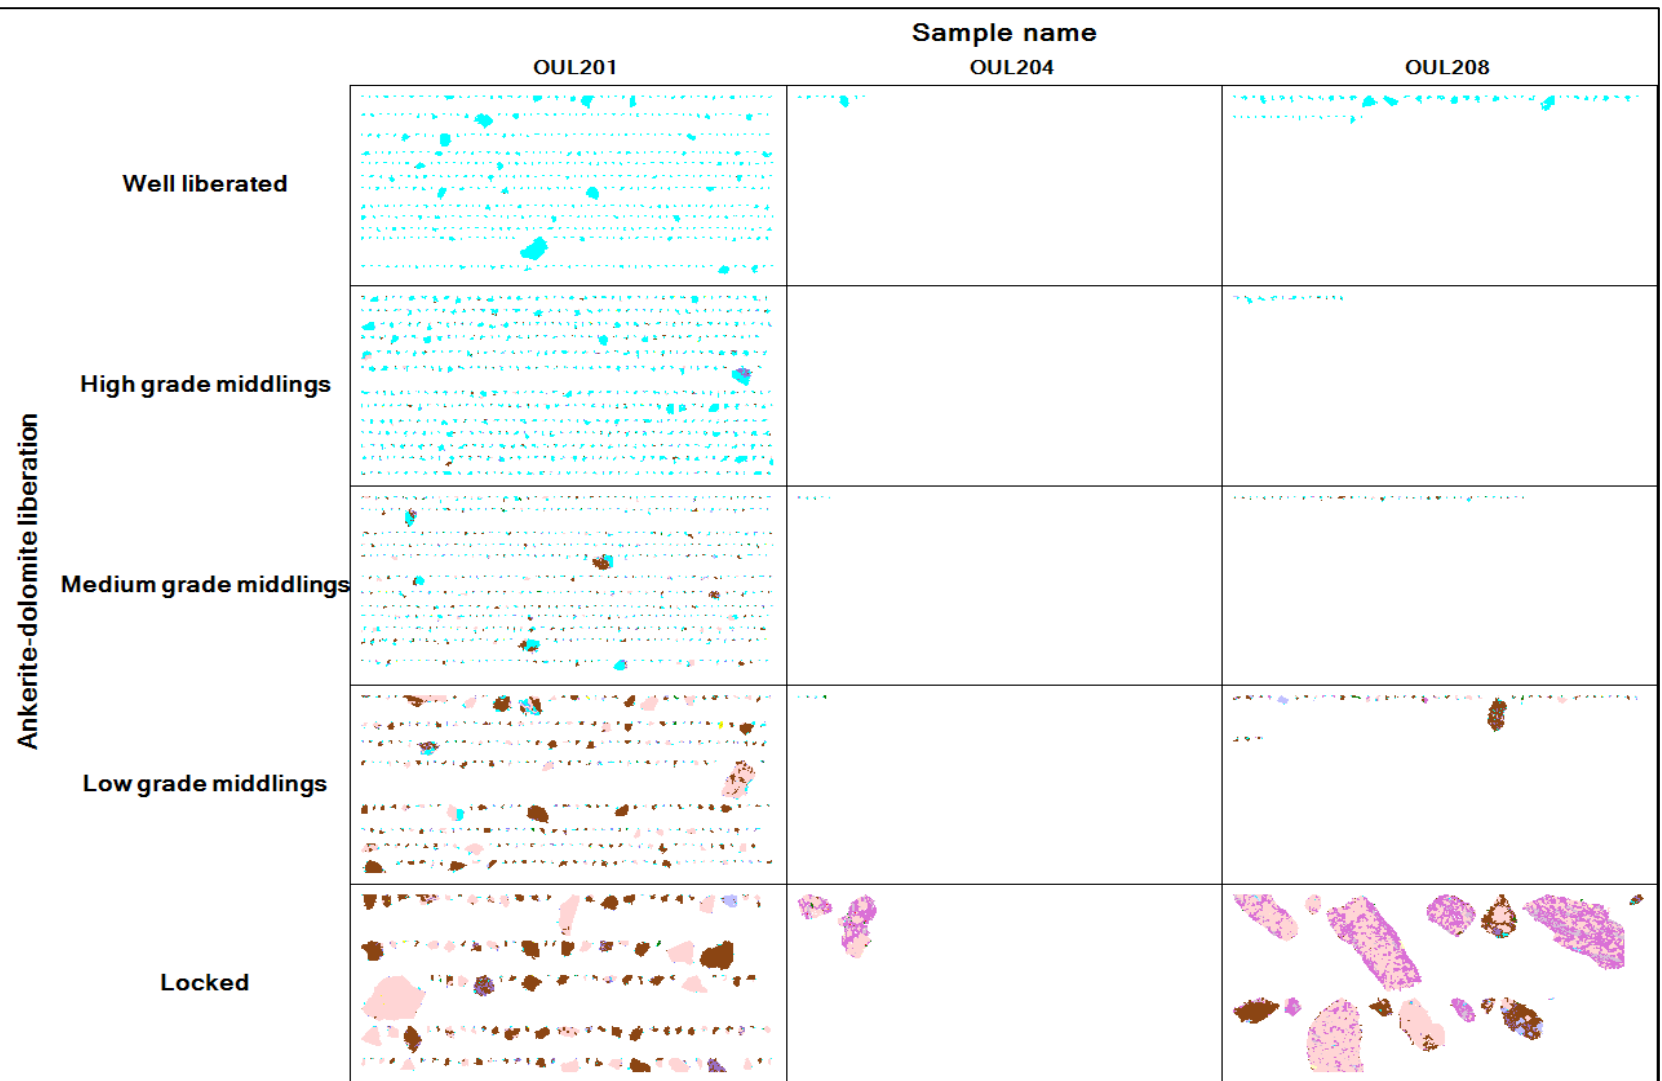 Sample name
OUL201 OUL204 OUL208
Ankerite-dolomite liberation
Well liberated
High grade middlings
Medium grade middlings
Low grade middlings
Locked